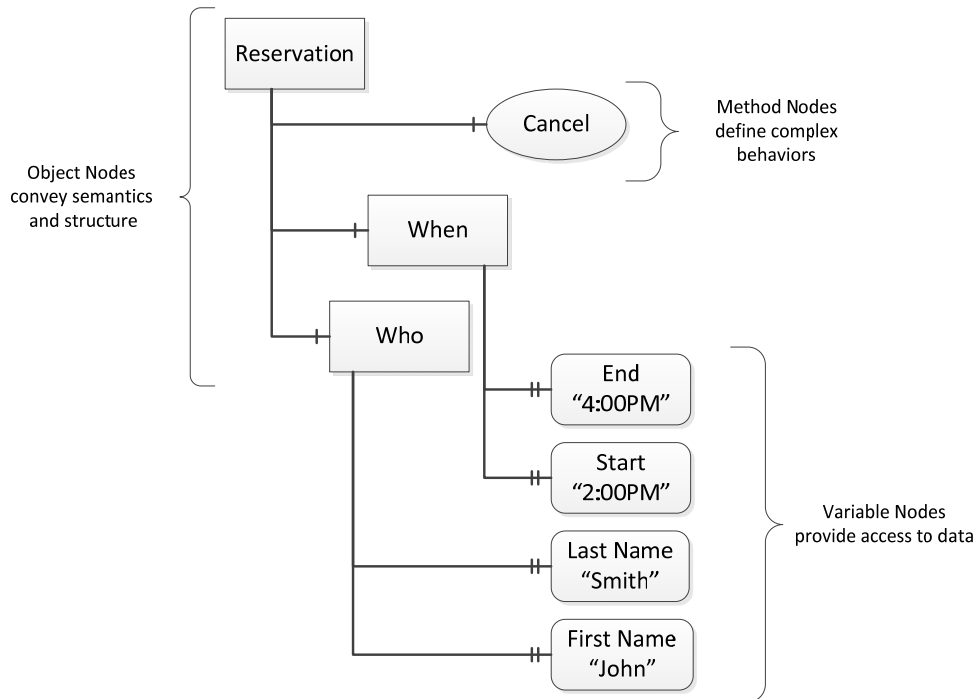 Reservation
Cancel
Method Nodes
define complex
behaviors
Object Nodes
convey semantics
and structure
When
Who
End
“4:00PM”
Start
“2:00PM”
Variable Nodes
provide access to data
Last Name
“Smith”
First Name
“John”